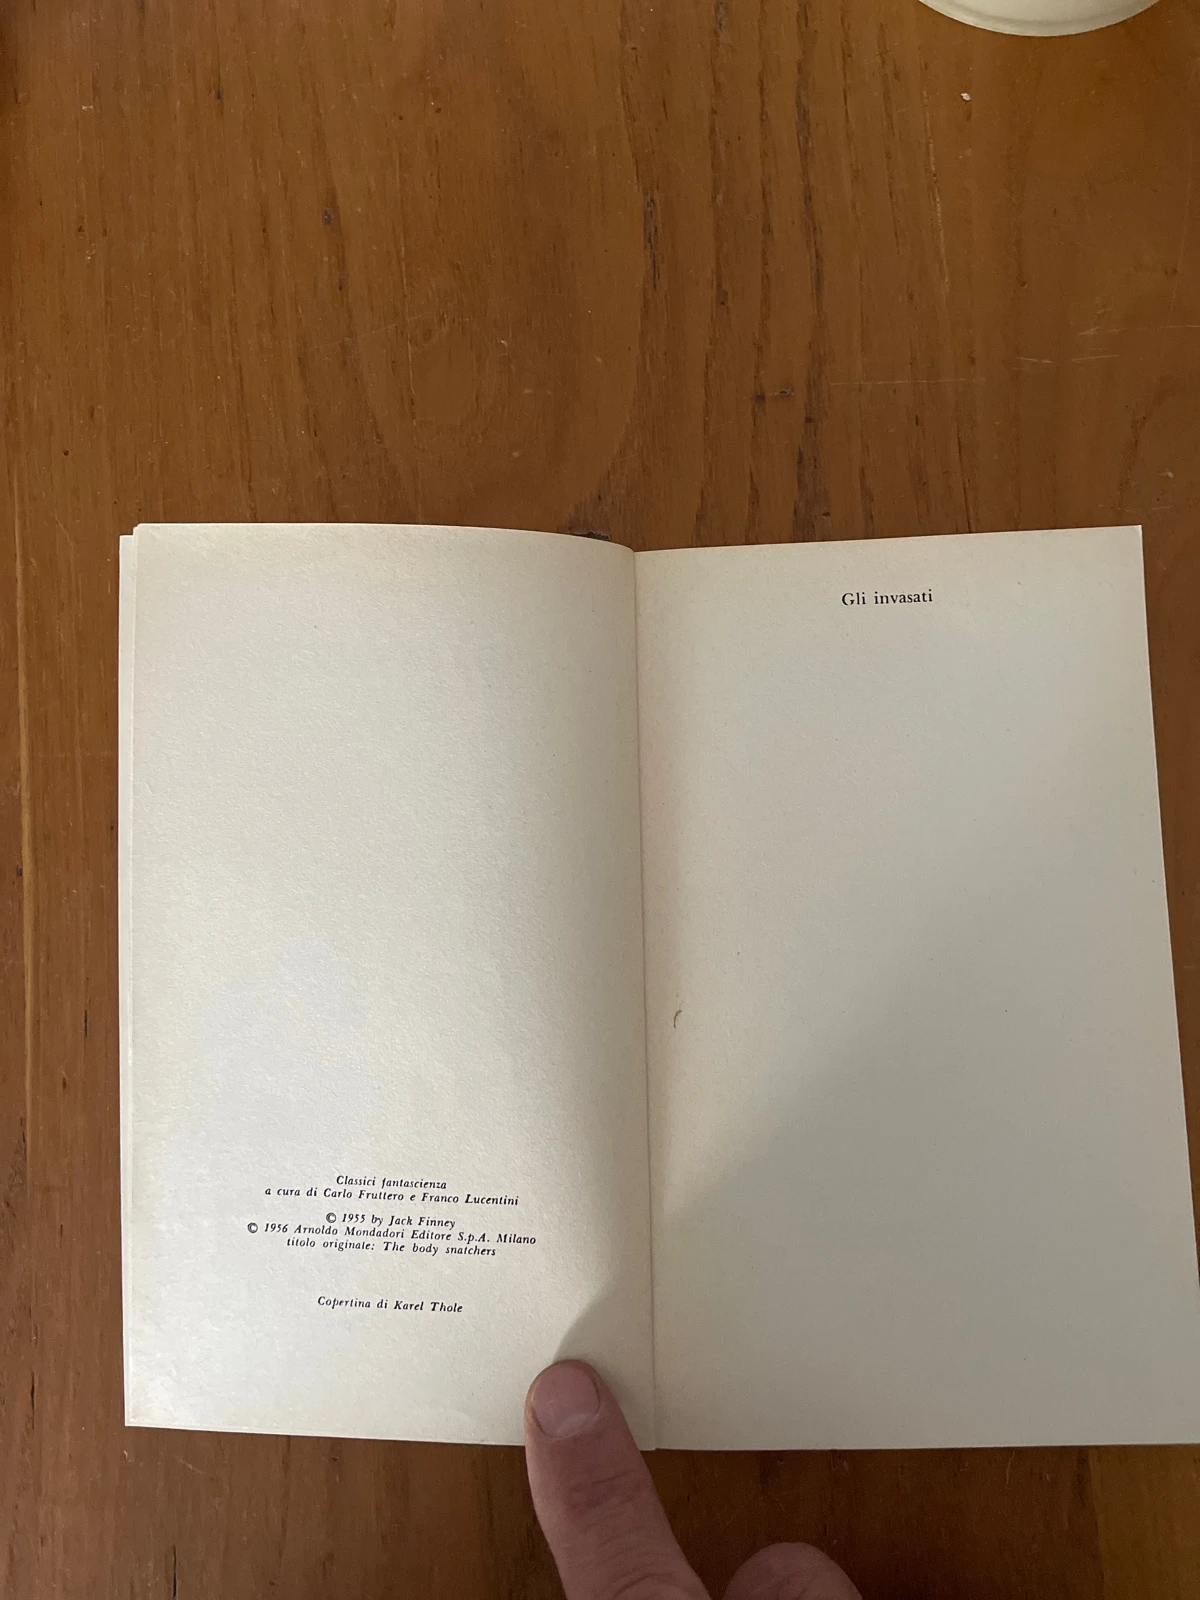 Classici fantascienza
a cura di Carlo Fruttero e Franco Lucentini
© 1955 by Jack Finney
© 1956 Arnoldo Mondadori Editore S.p.A. Milano
titolo originale: The body snatchers
Copertina di Karel Thole
Gli invasati